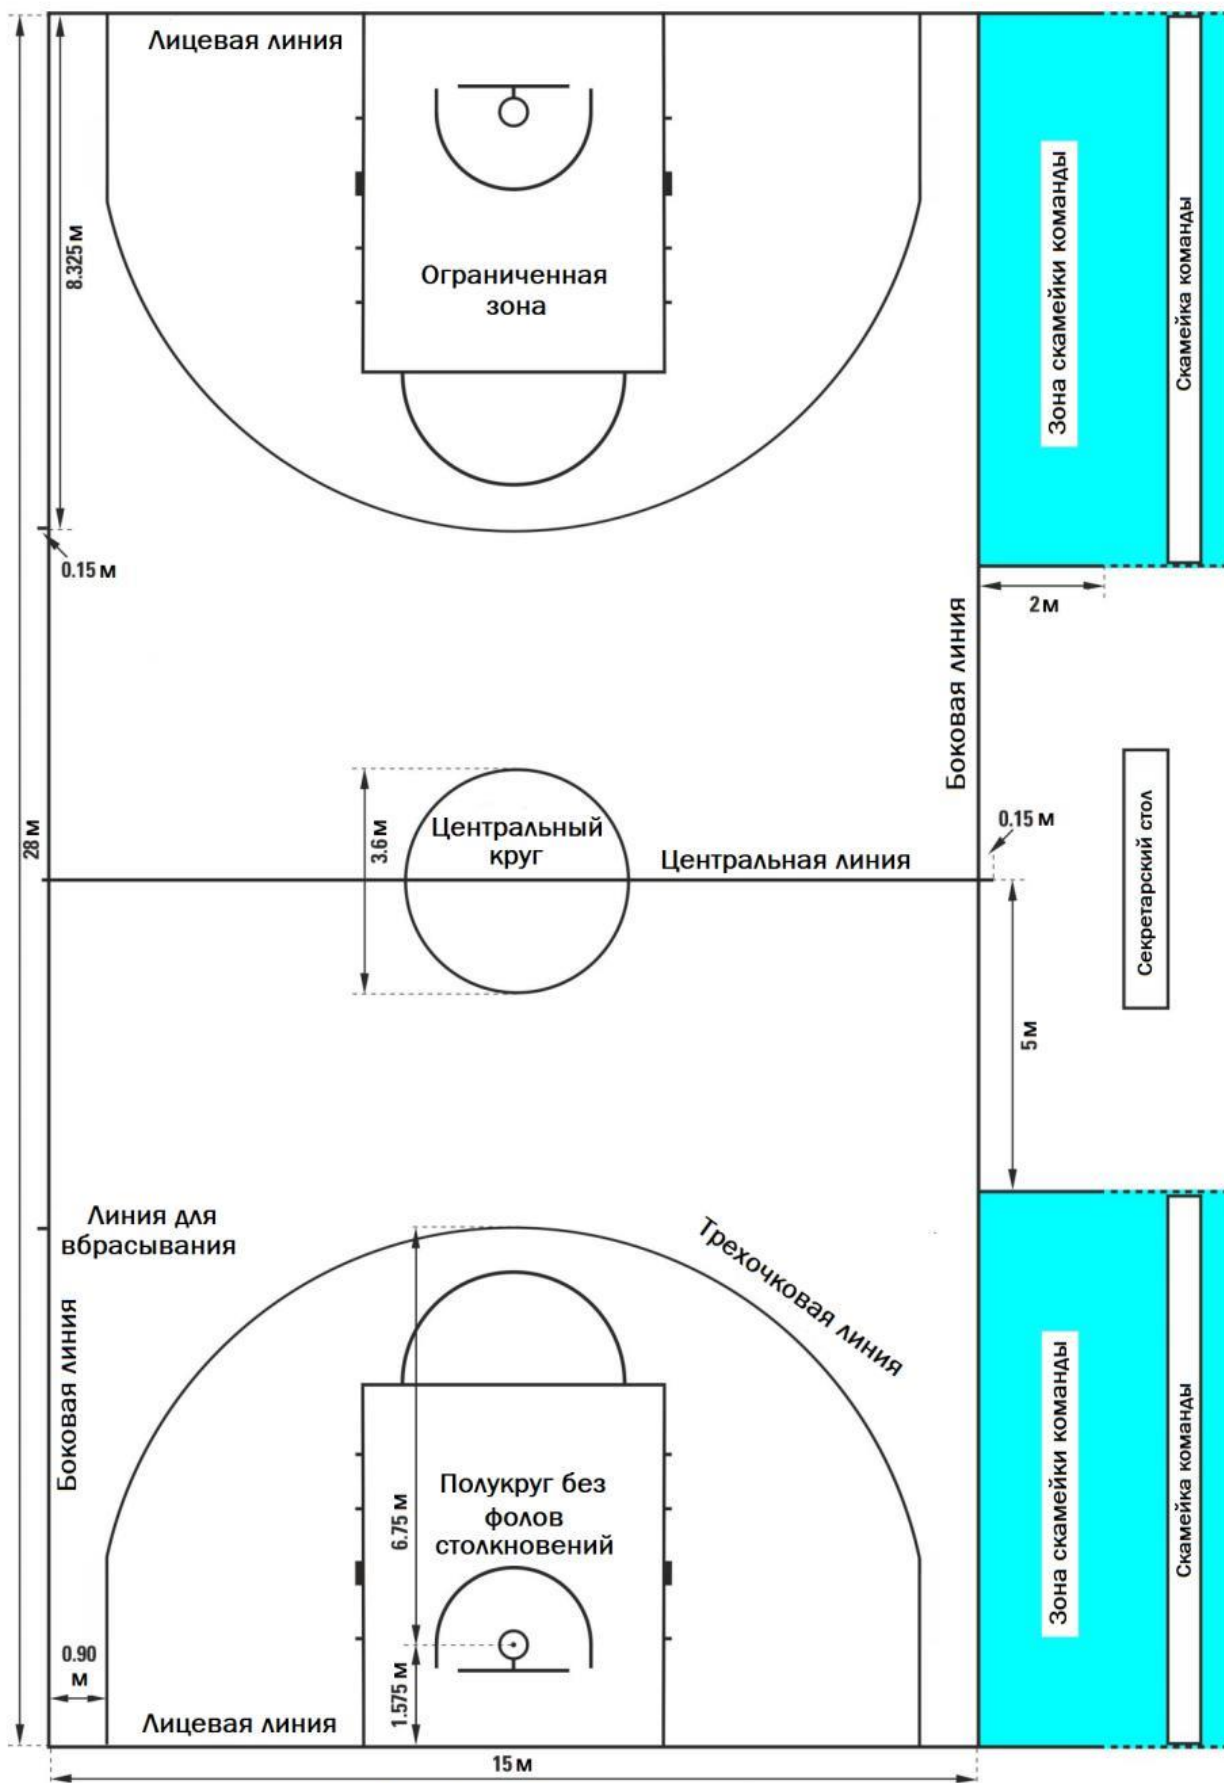 Лицевая линия
8.325 м
Ограниченная
зона
Зона скамейки команды
Скамейка команды
0.15 м
2 м
Боковая линия
28 м
3.6 м
Центральный
круг
Центральная линия
0.15 м
Секретарский стол
5 м
Линия для
вбрасывания
Трехочковая линия
Боковая линия
6.75 м
Полукруг без
фолов
столкновений
Зона скамейки команды
Скамейка команды
0.90
м
1.575 м
Лицевая линия
15 м